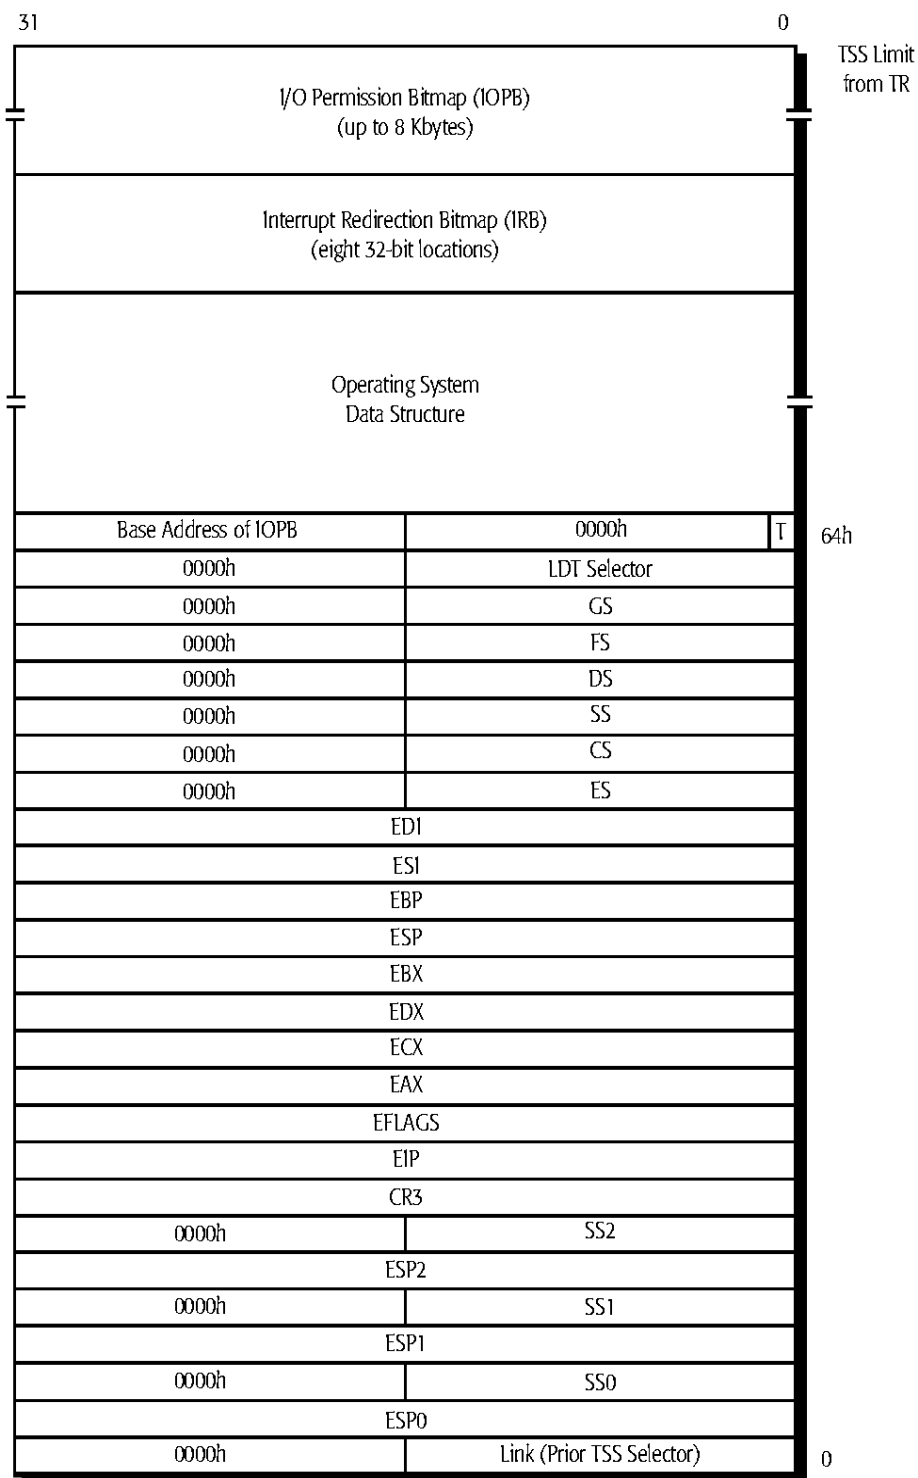 31 0
TSS Limit
from TR
I/O Permission Bitmap (IOPB)
(up to 8 Kbytes)
Interrupt Redirection Bitmap (IRB)
(eight 32-bit locations)
Operating System
Data Structure
Base Address of IOPB 0000h T 64h
0000h LDT Selector
0000h GS
0000h FS
0000h DS
0000h SS
0000h CS
0000h ES
EDI
ESI
EBP
ESP
EBX
EDX
ECX
EAX
EFLAGS
EIP
CR3
0000h SS2
ESP2
0000h SS1
ESP1
0000h SS0
ESP0
0000h Link (Prior TSS Selector) 0